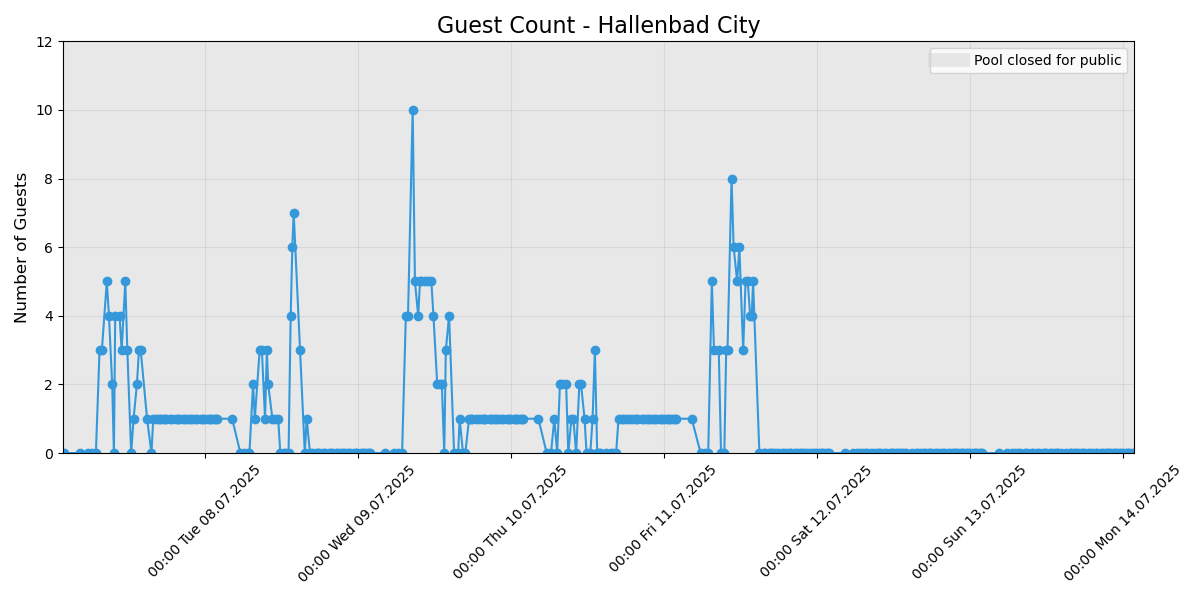 Guest Count - Hallenbad City
Pool closed for public
Number of Guests
12
10
8
6
4
2
0
00:00 Tue 08.07.2025
00:00 Wed 09.07.2025
00:00 Thu 10.07.2025
00:00 Fri 11.07.2025
00:00 Sat 12.07.2025
00:00 Sun 13.07.2025
00:00 Mon 14.07.2025